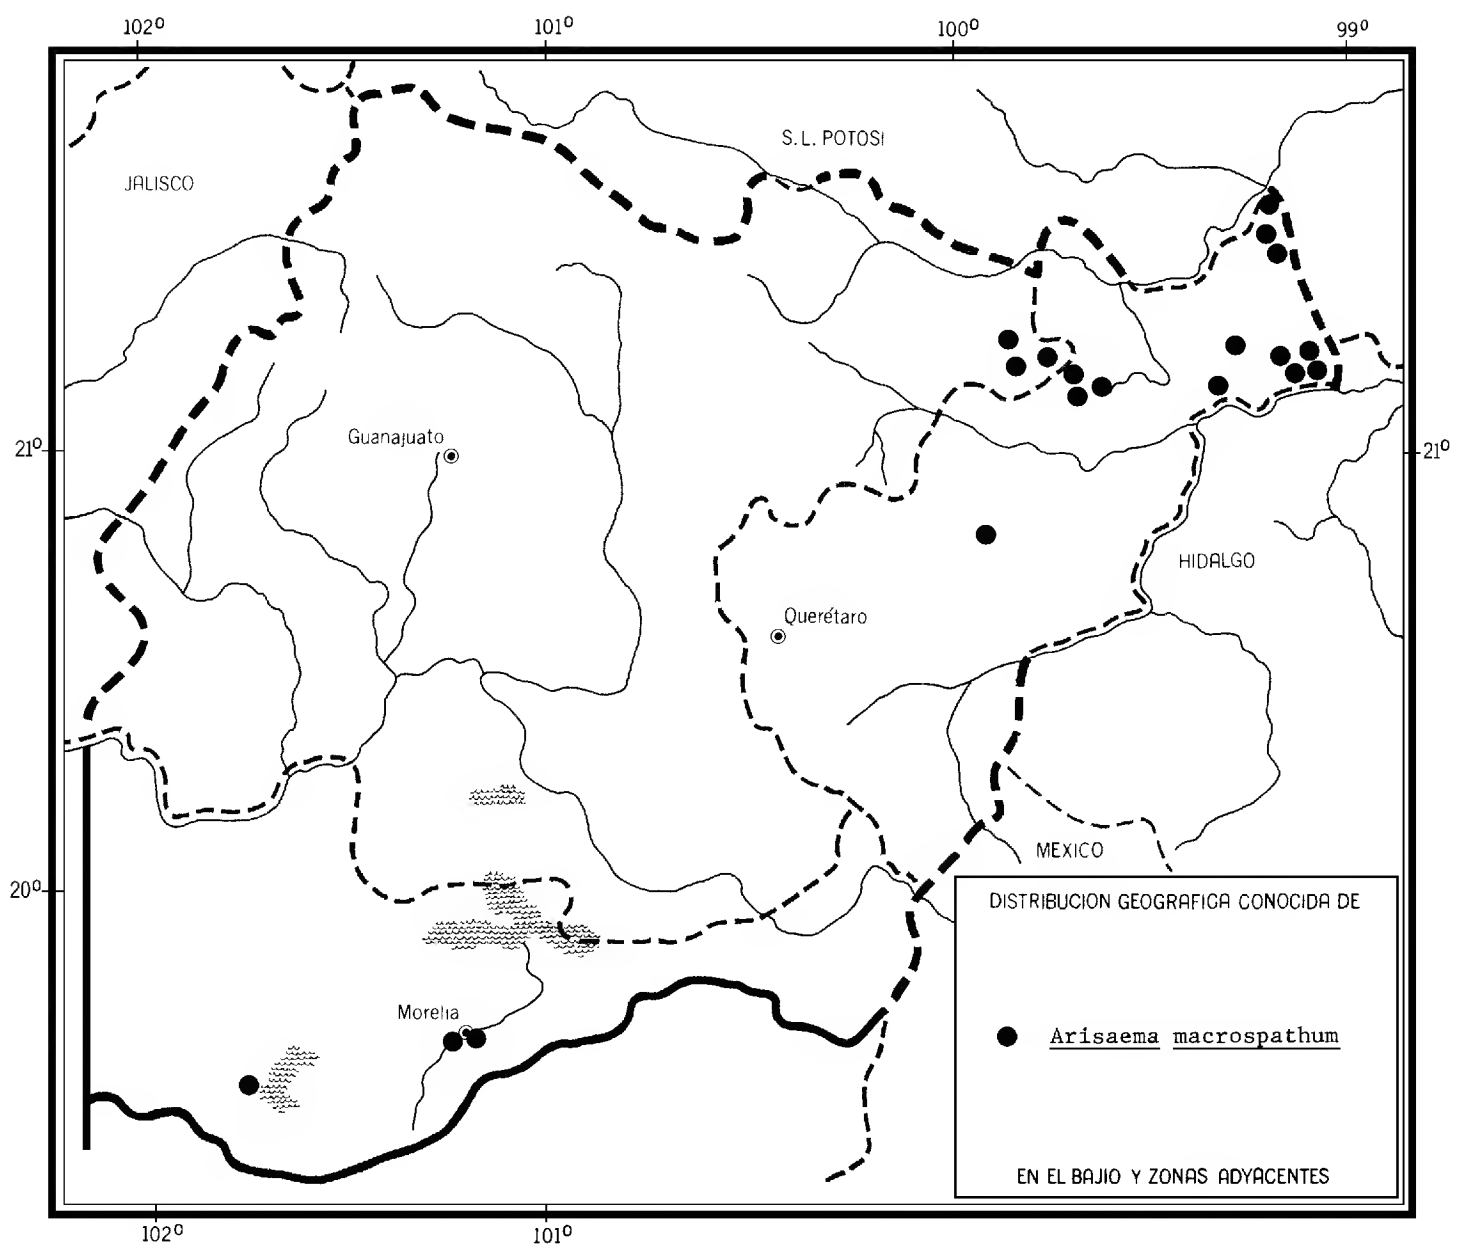 102º 101º 100º 99º
S.L. POTOSI
JALISCO
Guanajuato
21º
21º
HIDALGO
Querétaro
MEXICO
20º
DISTRIBUCION GEOGRAFICA CONOCIDA DE
Morelia
Arisaema macrospathum
EN EL BAJIO Y ZONAS ADYACENTES
102º 101º